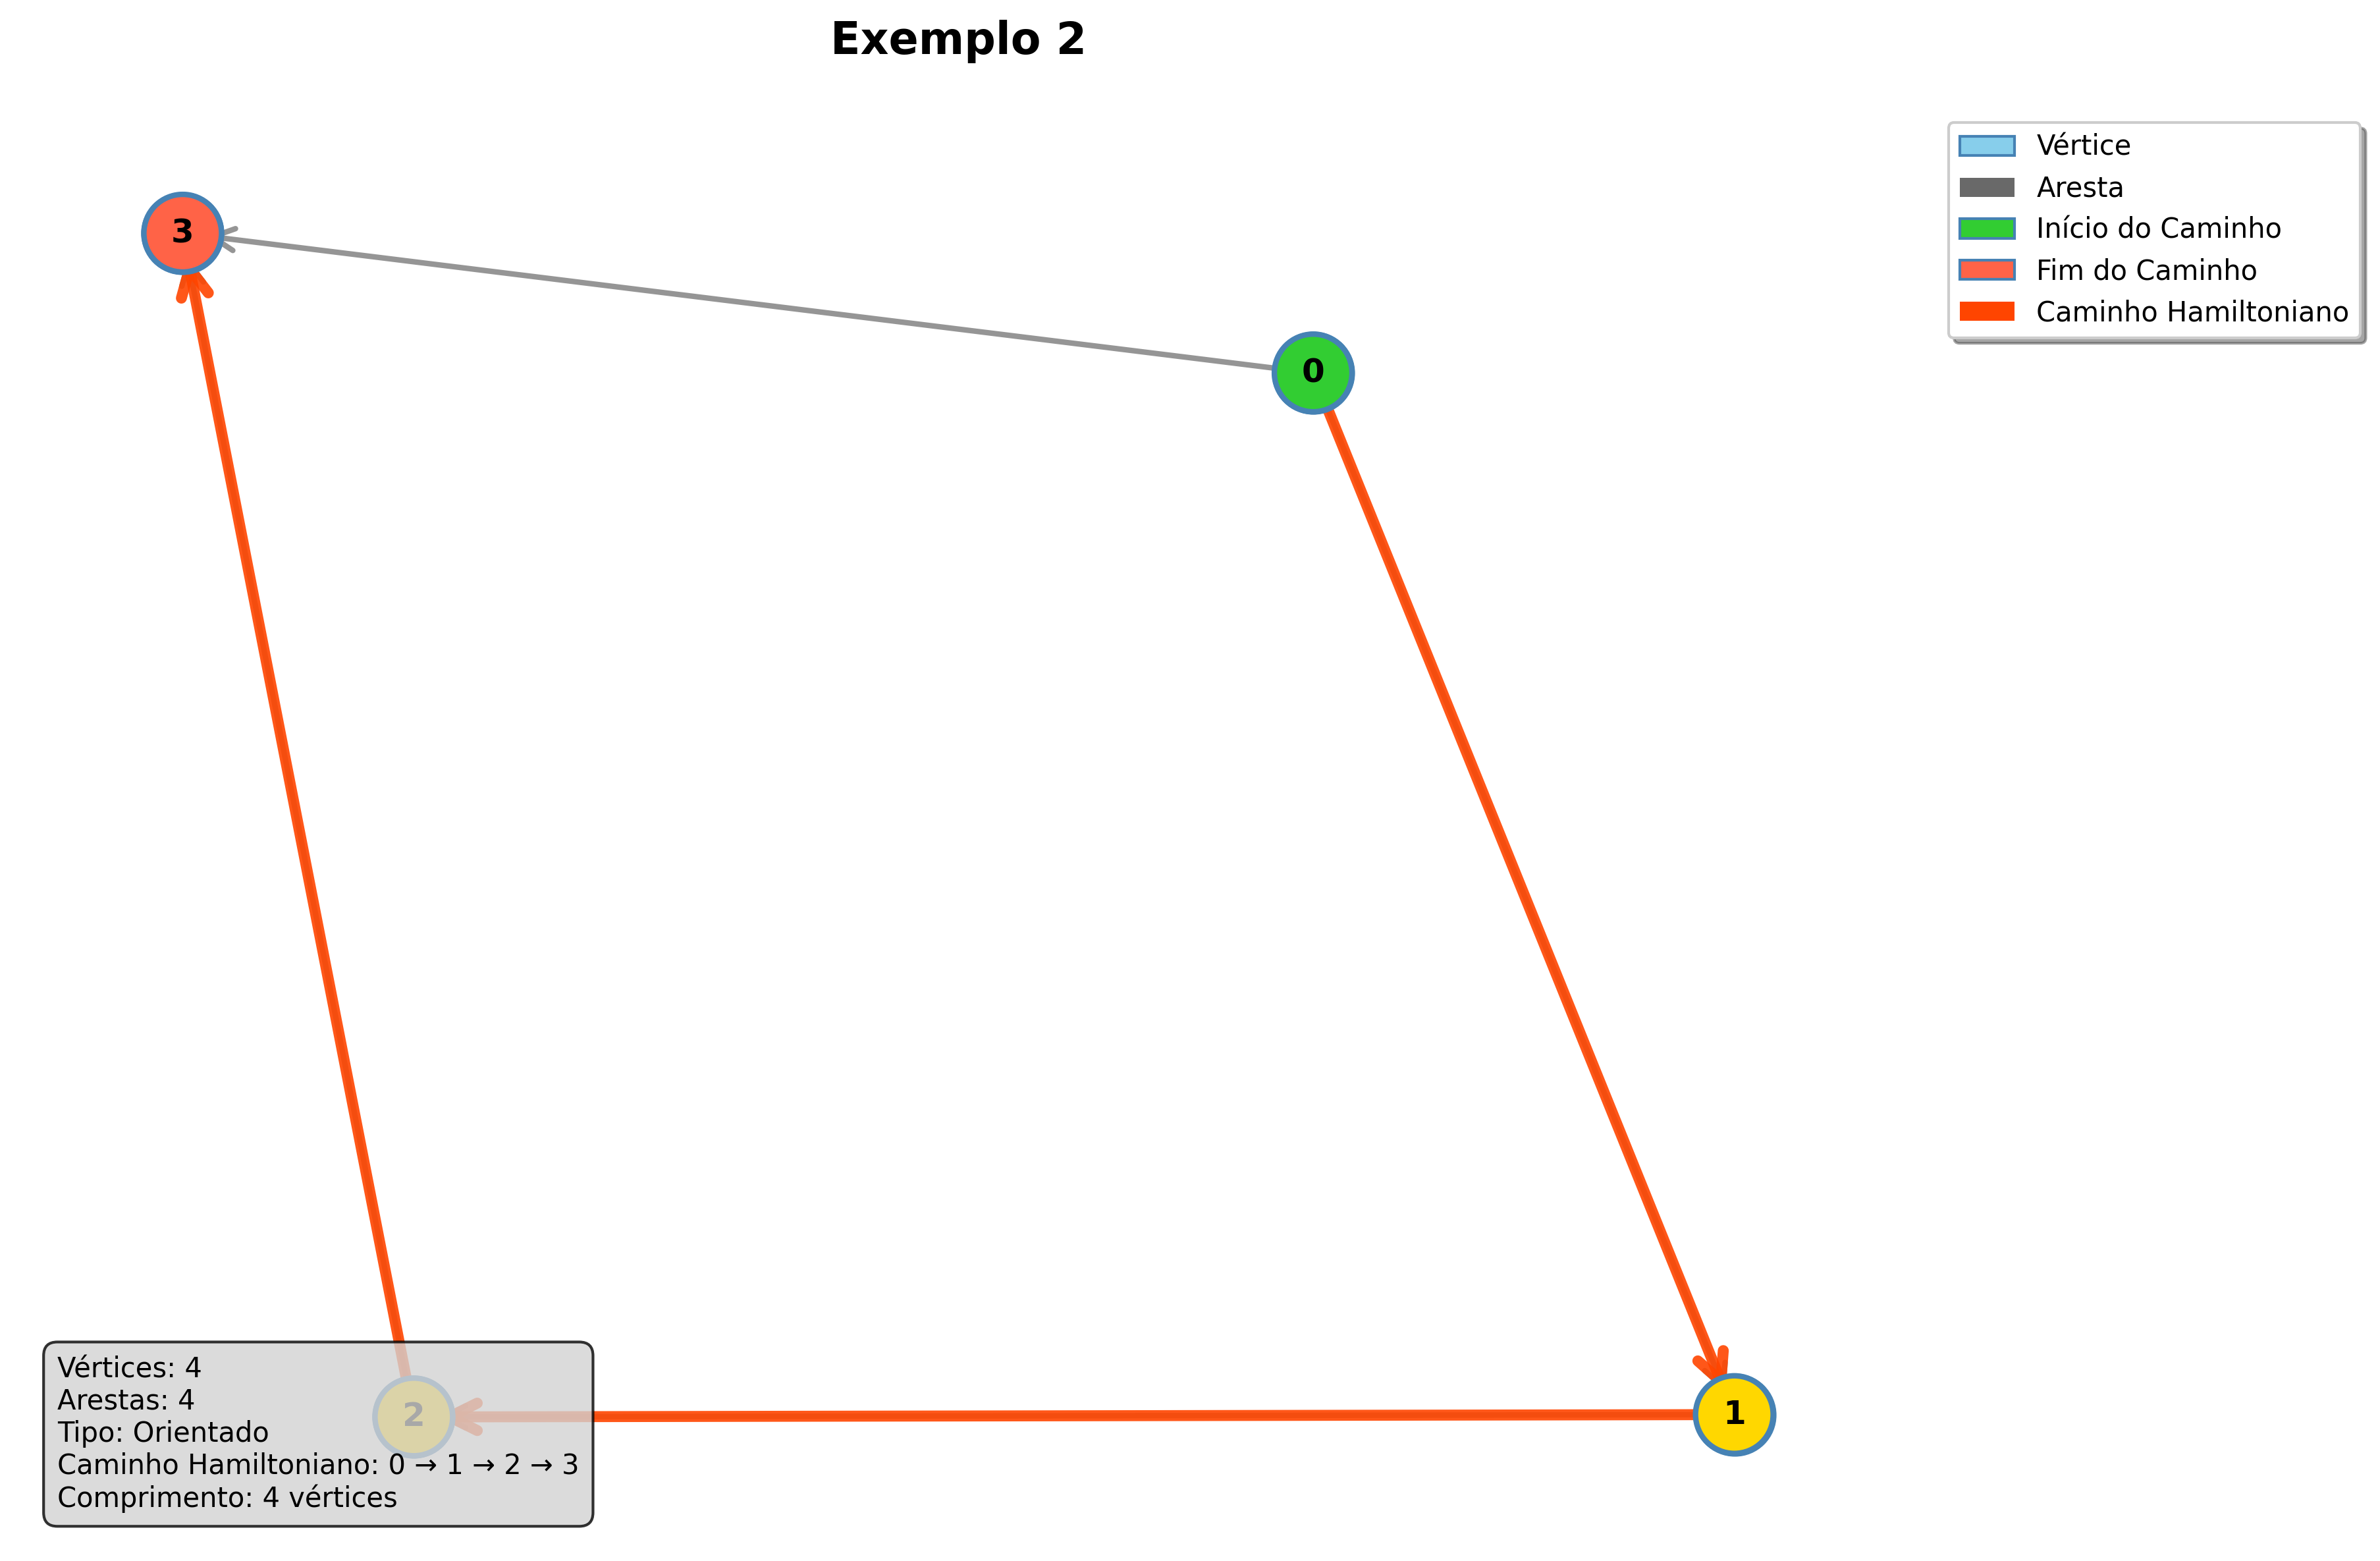 Exemplo 2
Vértice
Aresta
Início do Caminho
Fim do Caminho
Caminho Hamiltoniano
3
0
2
1
Vértices: 4
Arestas: 4
Tipo: Orientado
Caminho Hamiltoniano: 0 → 1 → 2 → 3
Comprimento: 4 vértices